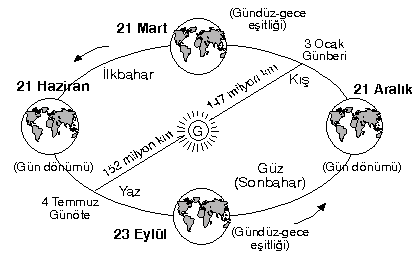 21 Mart
(Gündüz-gece
eşitliği)
3 Ocak
Günberi
İlkbahar
147 milyon km
Kış
21 Haziran
21 Aralık
G
152 milyon km
(Gün dönümü)
Güz
(Sonbahar)
(Gün dönümü)
4 Temmuz
Günöte
Yaz
23 Eylül
(Gündüz-gece
eşitliği)